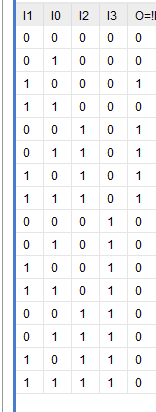 I1 I0 I2 I3 O=!I
0 0 0 0 0
0 1 0 0 0
1 0 0 0 1
1 1 0 0 0
0 0 1 0 1
0 1 1 0 1
1 0 1 0 1
1 1 1 0 1
0 0 0 1 0
0 1 0 1 0
1 0 0 1 0
1 1 0 1 0
0 0 1 1 0
0 1 1 1 0
1 0 1 1 0
1 1 1 1 0